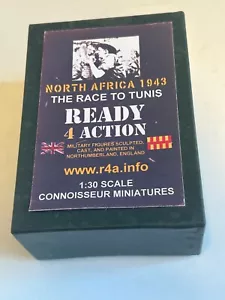 NORTH AFRICA 1943
THE RACE TO TUNIS
READY
4 ACTION
MILITARY FIGURES SCULPTED,
CAST, AND PAINTED IN
NORTHUMBERLAND, ENGLAND
www.r4a.info
1:30 SCALE
CONNOISSEUR MINIATURES